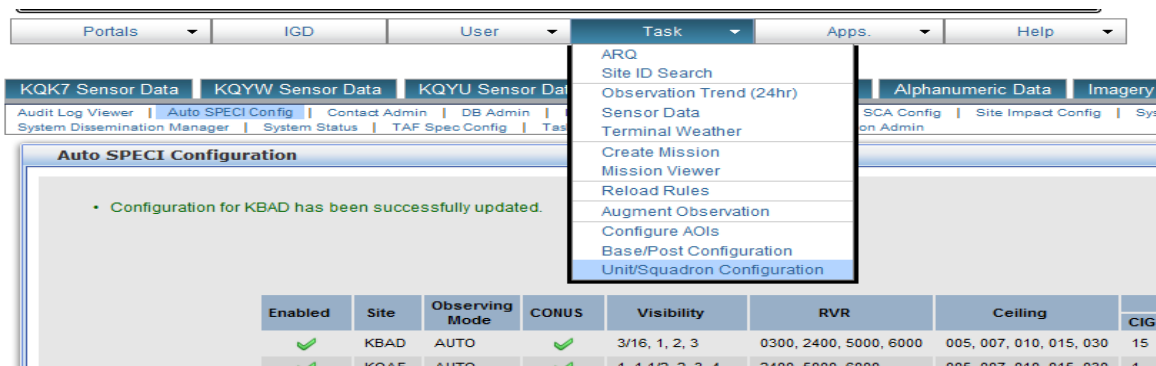 Portals IGD User Task Apps. Help
ARQ
Site ID Search
Observation Trend (24hr)
Sensor Data
Terminal Weather
Create Mission
Mission Viewer
Reload Rules
Augment Observation
Configure AOIs
Base/Post Configuration
Unit/Squadron Configuration
KQK7 Sensor Data KQYW Sensor Data KQYU Sensor Dat Alphanumeric Data Imagery
Audit Log Viewer | Auto SPECI Config | Contact Admin | DB Admin | SCA Config | Site Impact Config | Sys
System Dissemination Manager | System Status | TAF Spec Config | Tas on Admin
Auto SPECI Configuration
• Configuration for KBAD has been successfully updated.
Enabled Site Observing Mode CONUS Visibility RVR Ceiling CIG
KBAD AUTO 3/16, 1, 2, 3 0300, 2400, 5000, 6000 005, 007, 010, 015, 030 15